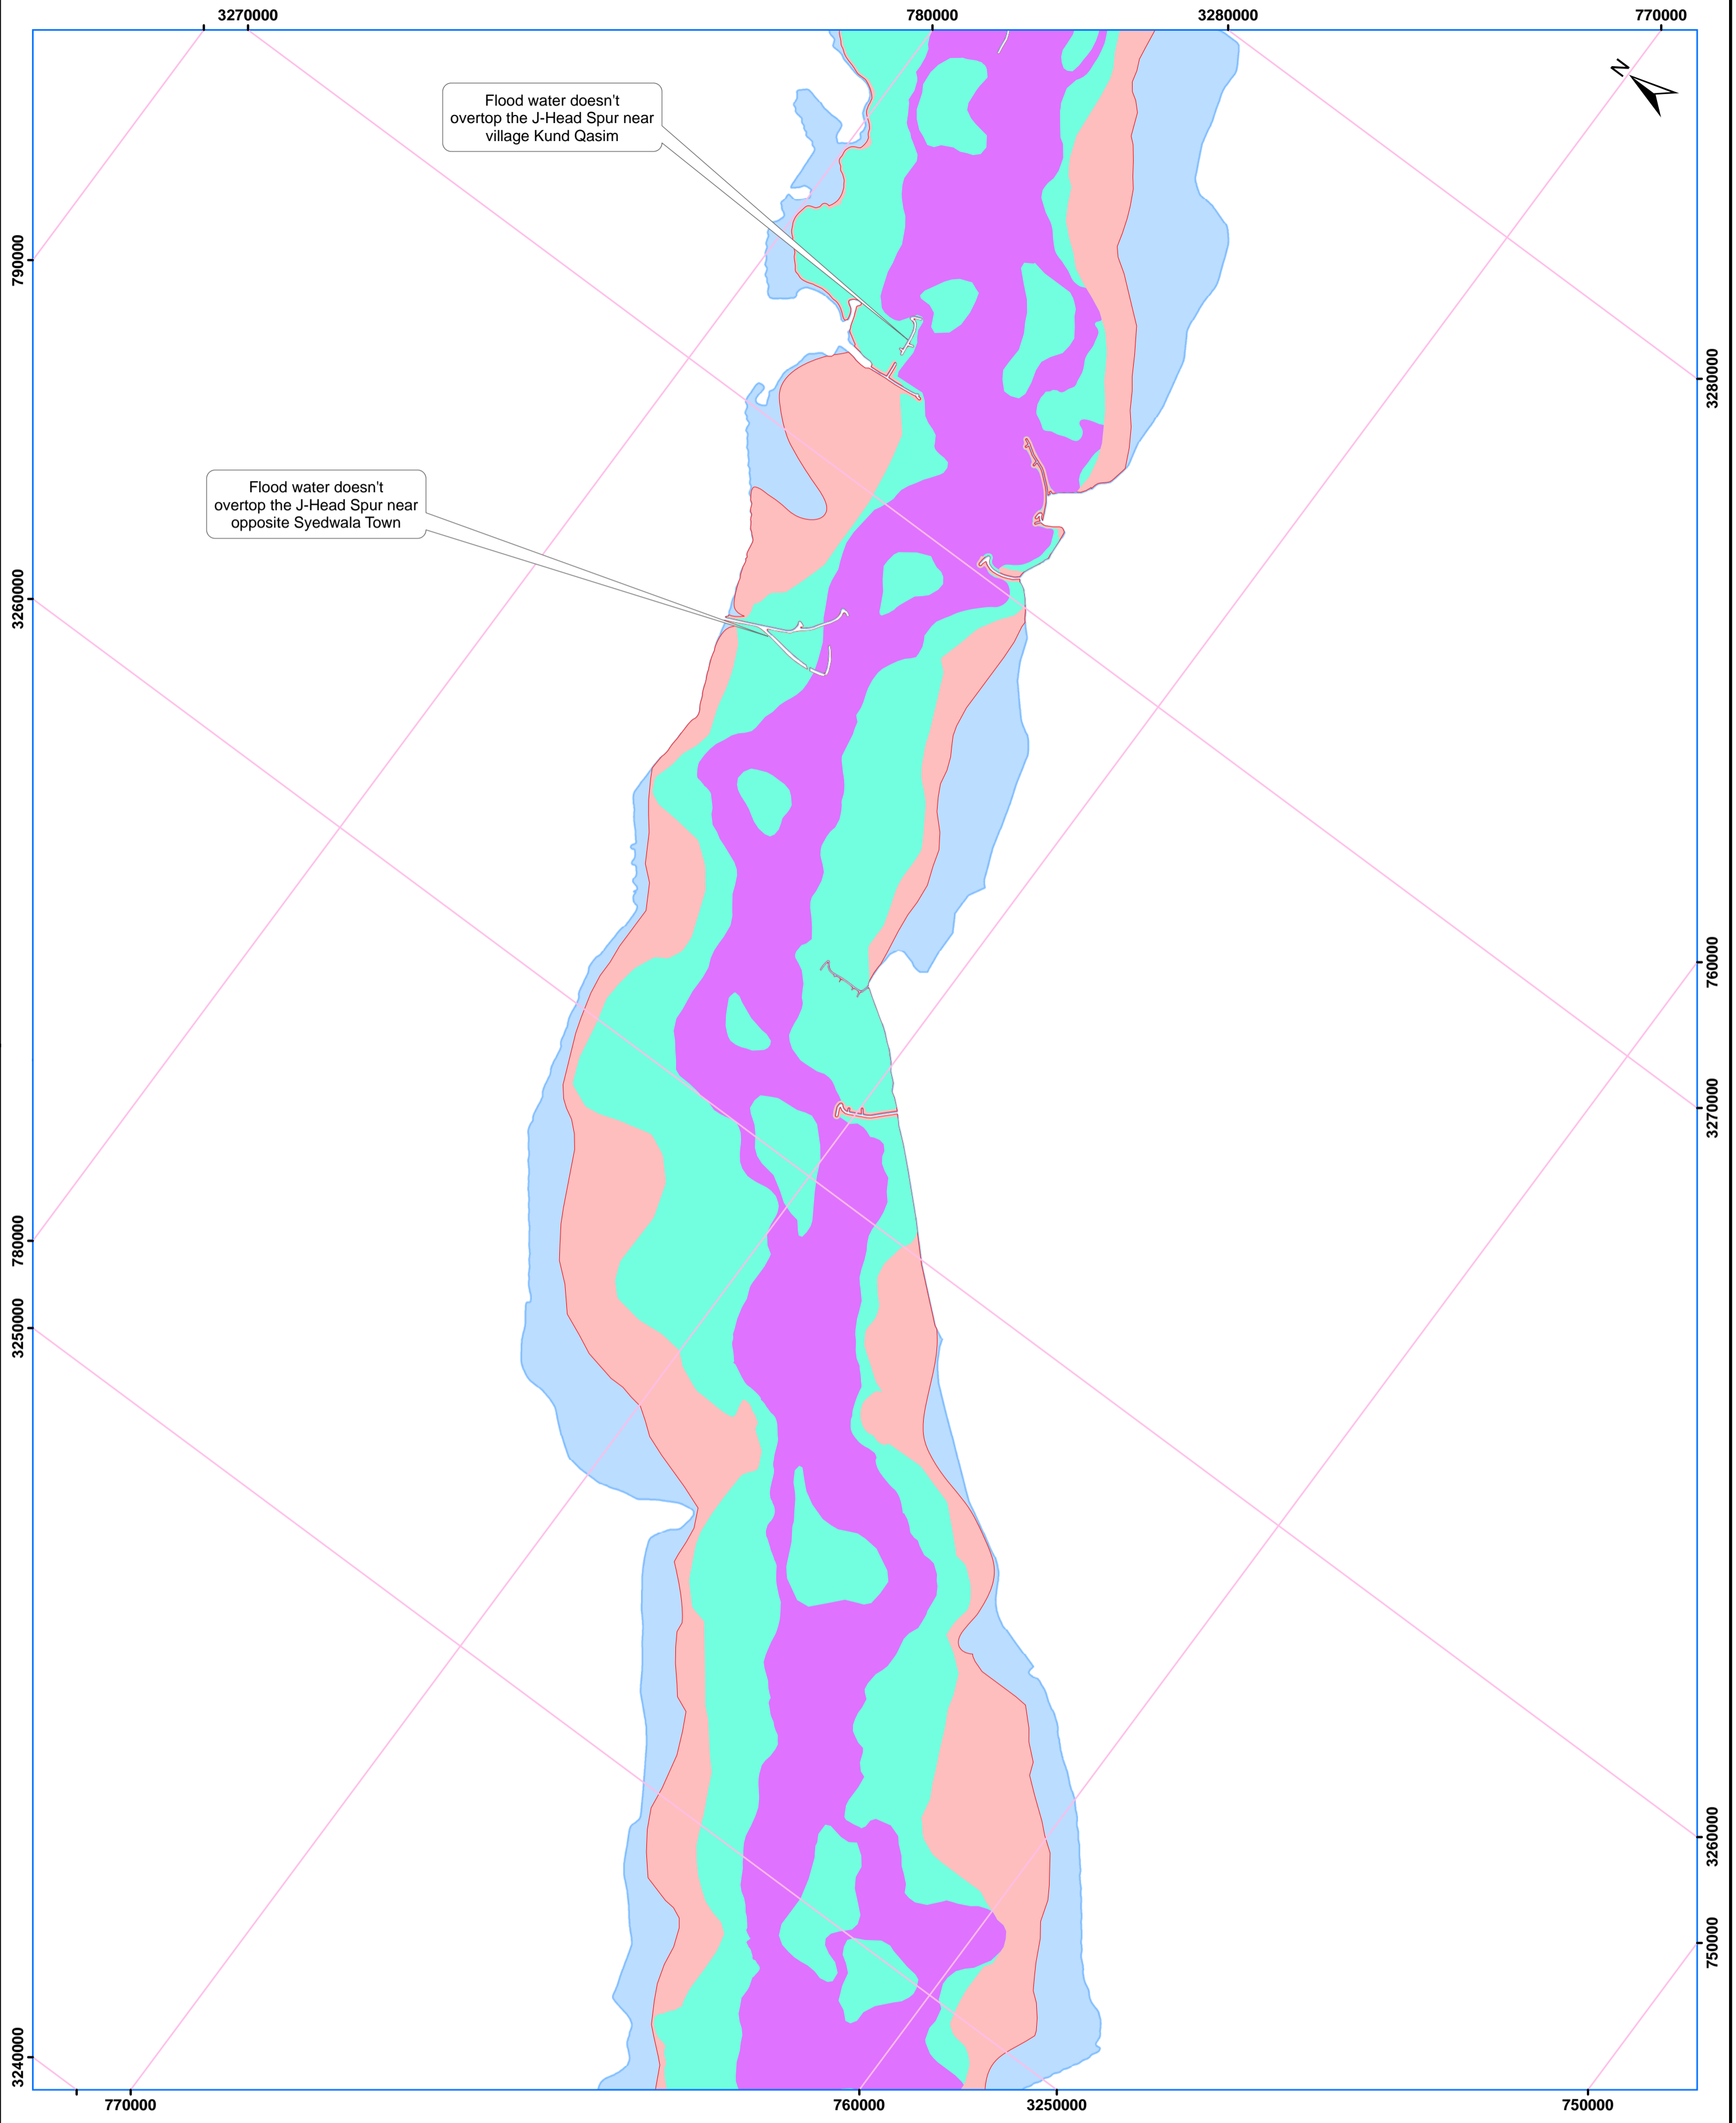 3270000
780000
3280000
770000
N
Flood water doesn't
overtop the J-Head Spur near
village Kund Qasim
790000
3280000
Flood water doesn't
overtop the J-Head Spur near
opposite Syedwala Town
3260000
760000
3270000
780000
3250000
3260000
750000
3240000
770000
760000
3250000
750000